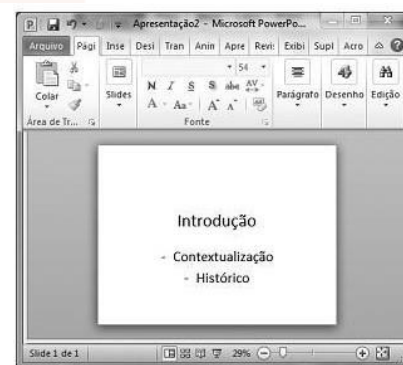 P Apresentação2 - Microsoft PowerPo...
Arquivo Pági Inse Desi Tran Anin Apre Revi: Exibi Supl Acro
54
Colar Slides N I S S abc AV Parágrafo Desenho Edição
A Aa A A
Área de Tr... Fonte
Introdução
- Contextualização
- Histórico
Slide 1 de 1 29%